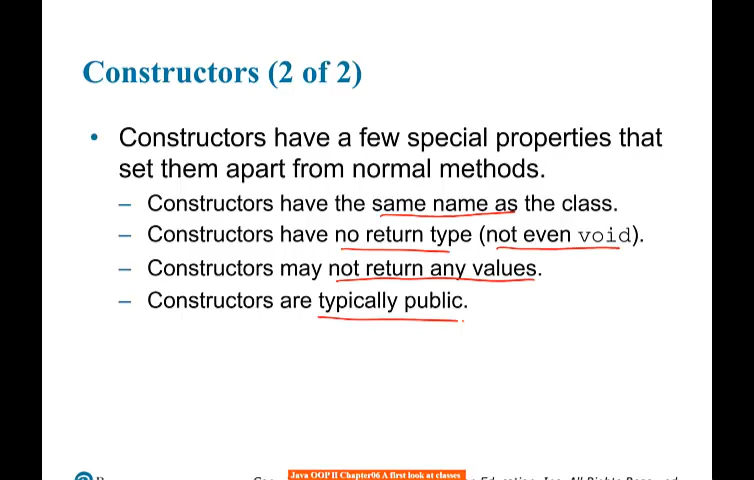 Constructors (2 of 2)
• Constructors have a few special properties that
set them apart from normal methods.
– Constructors have the same name as the class.
– Constructors have no return type (not even void).
– Constructors may not return any values.
– Constructors are typically public.
Java OOP II Chapter06 A first look at classes